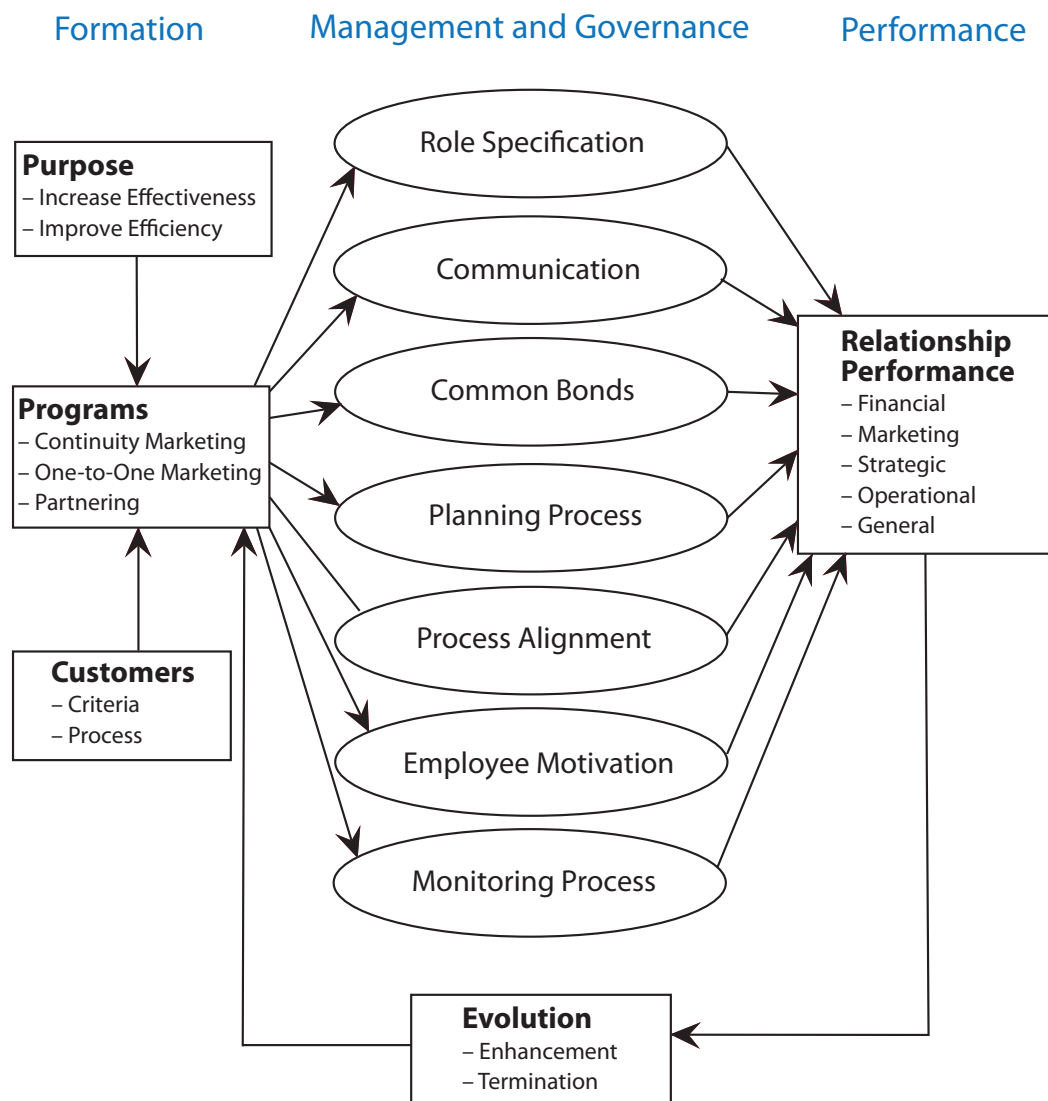 Formation
Management and Governance
Performance
Purpose
– Increase Effectiveness
– Improve Efficiency
Programs
– Continuity Marketing
– One-to-One Marketing
– Partnering
Customers
– Criteria
– Process
Role Specification
Communication
Common Bonds
Planning Process
Process Alignment
Employee Motivation
Monitoring Process
Relationship
Performance
– Financial
– Marketing
– Strategic
– Operational
– General
Evolution
– Enhancement
– Termination